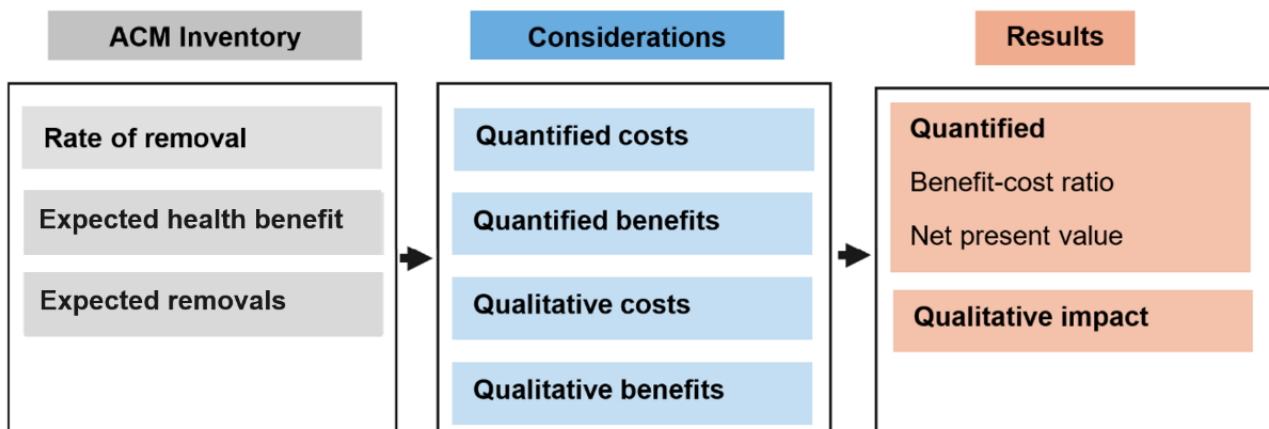 ACM Inventory
Rate of removal
Expected health benefit
Expected removals
Considerations
Quantified costs
Quantified benefits
Qualitative costs
Qualitative benefits
Results
Quantified
Benefit-cost ratio
Net present value
Qualitative impact